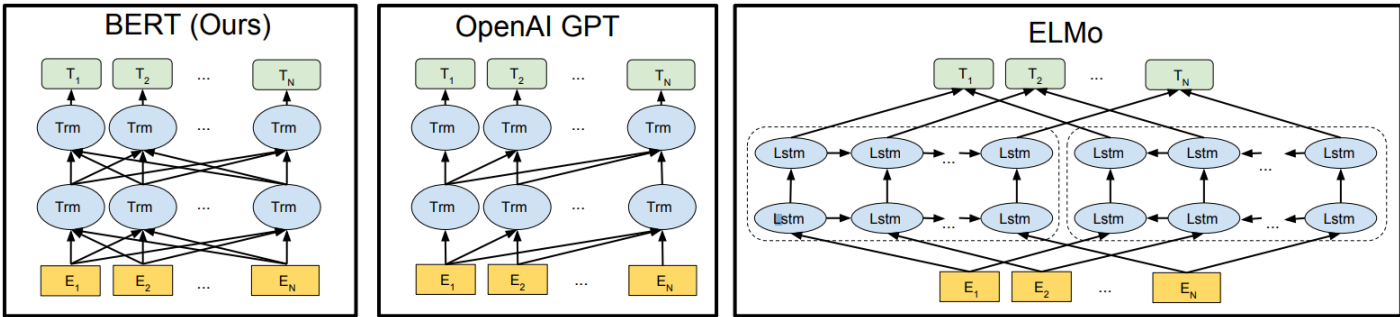 BERT (Ours)
T1 T2 ... TN
Trm Trm ... Trm
Trm Trm ... Trm
E1 E2 ... EN
OpenAI GPT
T1 T2 ... TN
Trm Trm ... Trm
Trm Trm ... Trm
E1 E2 ... EN
ELMo
T1 T2 ... TN
Lstm Lstm ... Lstm Lstm Lstm ... Lstm
Lstm Lstm ... Lstm Lstm Lstm ... Lstm
E1 E2 ... EN